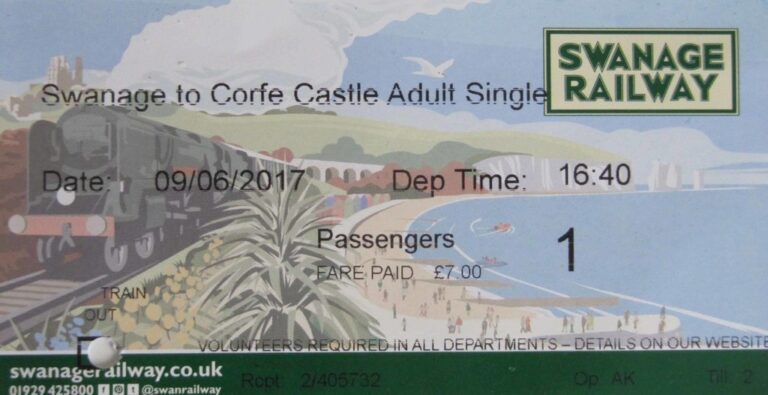 SWANAGE
RAILWAY
Swanage to Corfe Castle Adult Single
Date: 09/06/2017 Dep Time: 16:40
Passengers 1
FARE PAID £7.00
TRAIN
OUT
VOLUNTEERS REQUIRED IN ALL DEPARTMENTS – DETAILS ON OUR WEBSITE
swanagerailway.co.uk
01929 425800 @swanrailway
Rcpt: 2/405732 Op: AK Till: 2